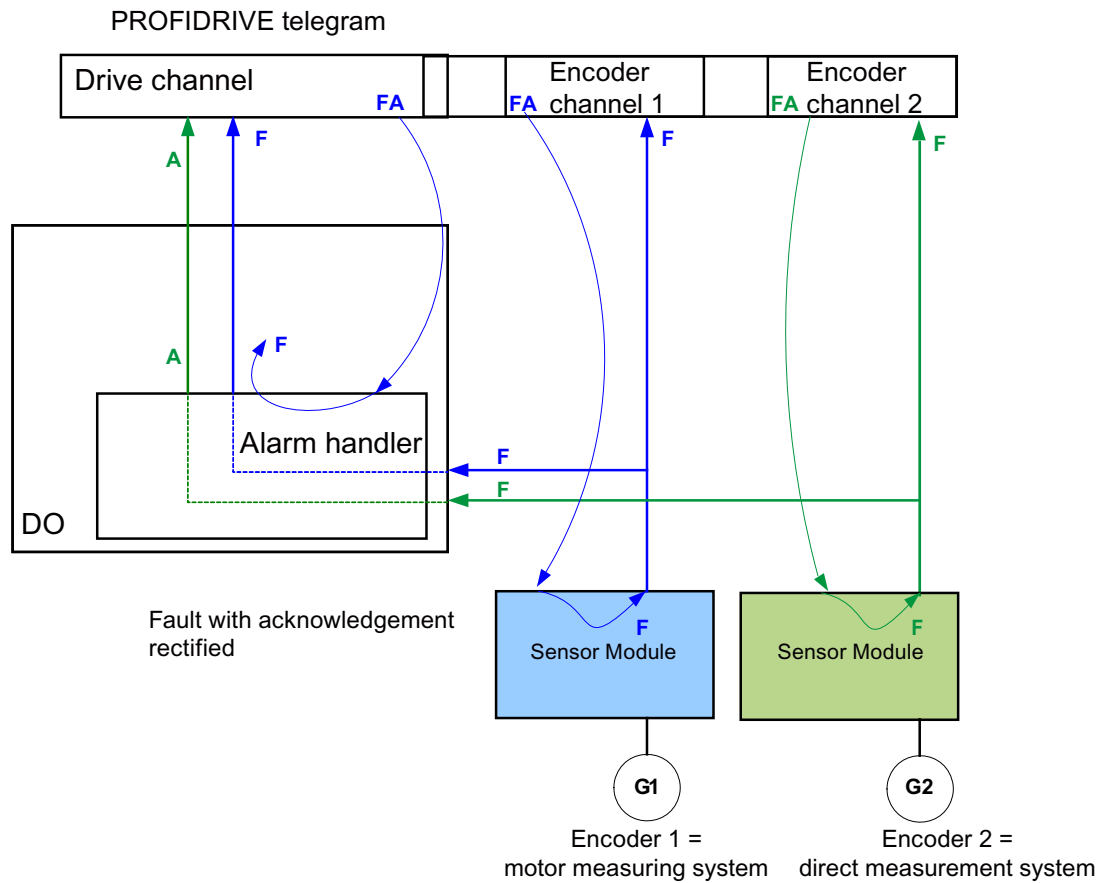 PROFIDRIVE telegram
Drive channel
Encoder
channel 1
Encoder
channel 2
FA
FA
FA
A
F
F
F
A
F
Alarm handler
F
F
DO
Fault with acknowledgement
rectified
F
Sensor Module
F
Sensor Module
G1
G2
Encoder 1 =
motor measuring system
Encoder 2 =
direct measurement system